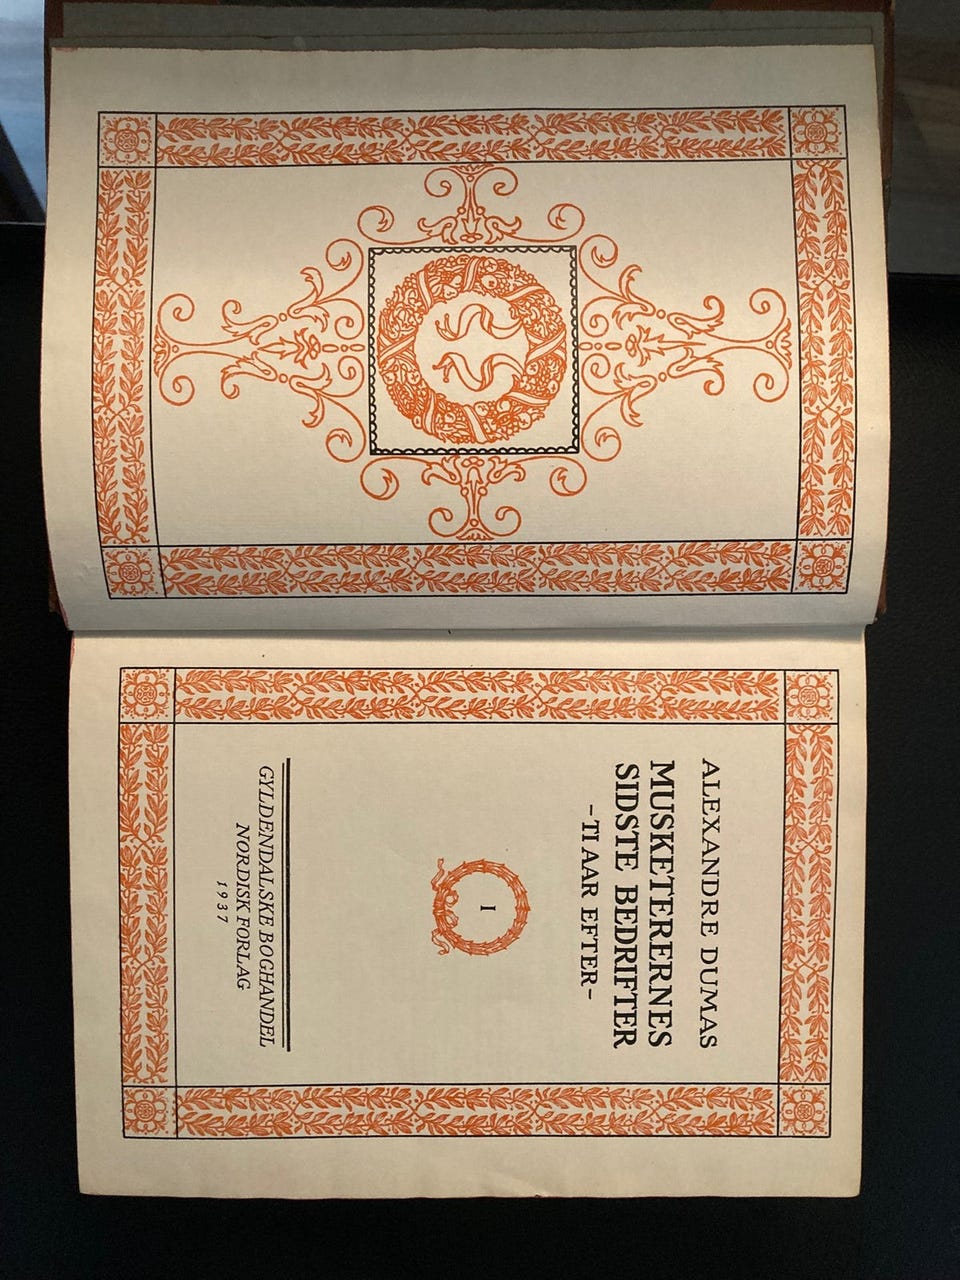 ALEXANDRE DUMAS
MUSKETERERNES
SIDSTE BEDRIFTER
-TI AAR EFTER-
I
GYLDENDALSKE BOGHANDEL
NORDISK FORLAG
1937